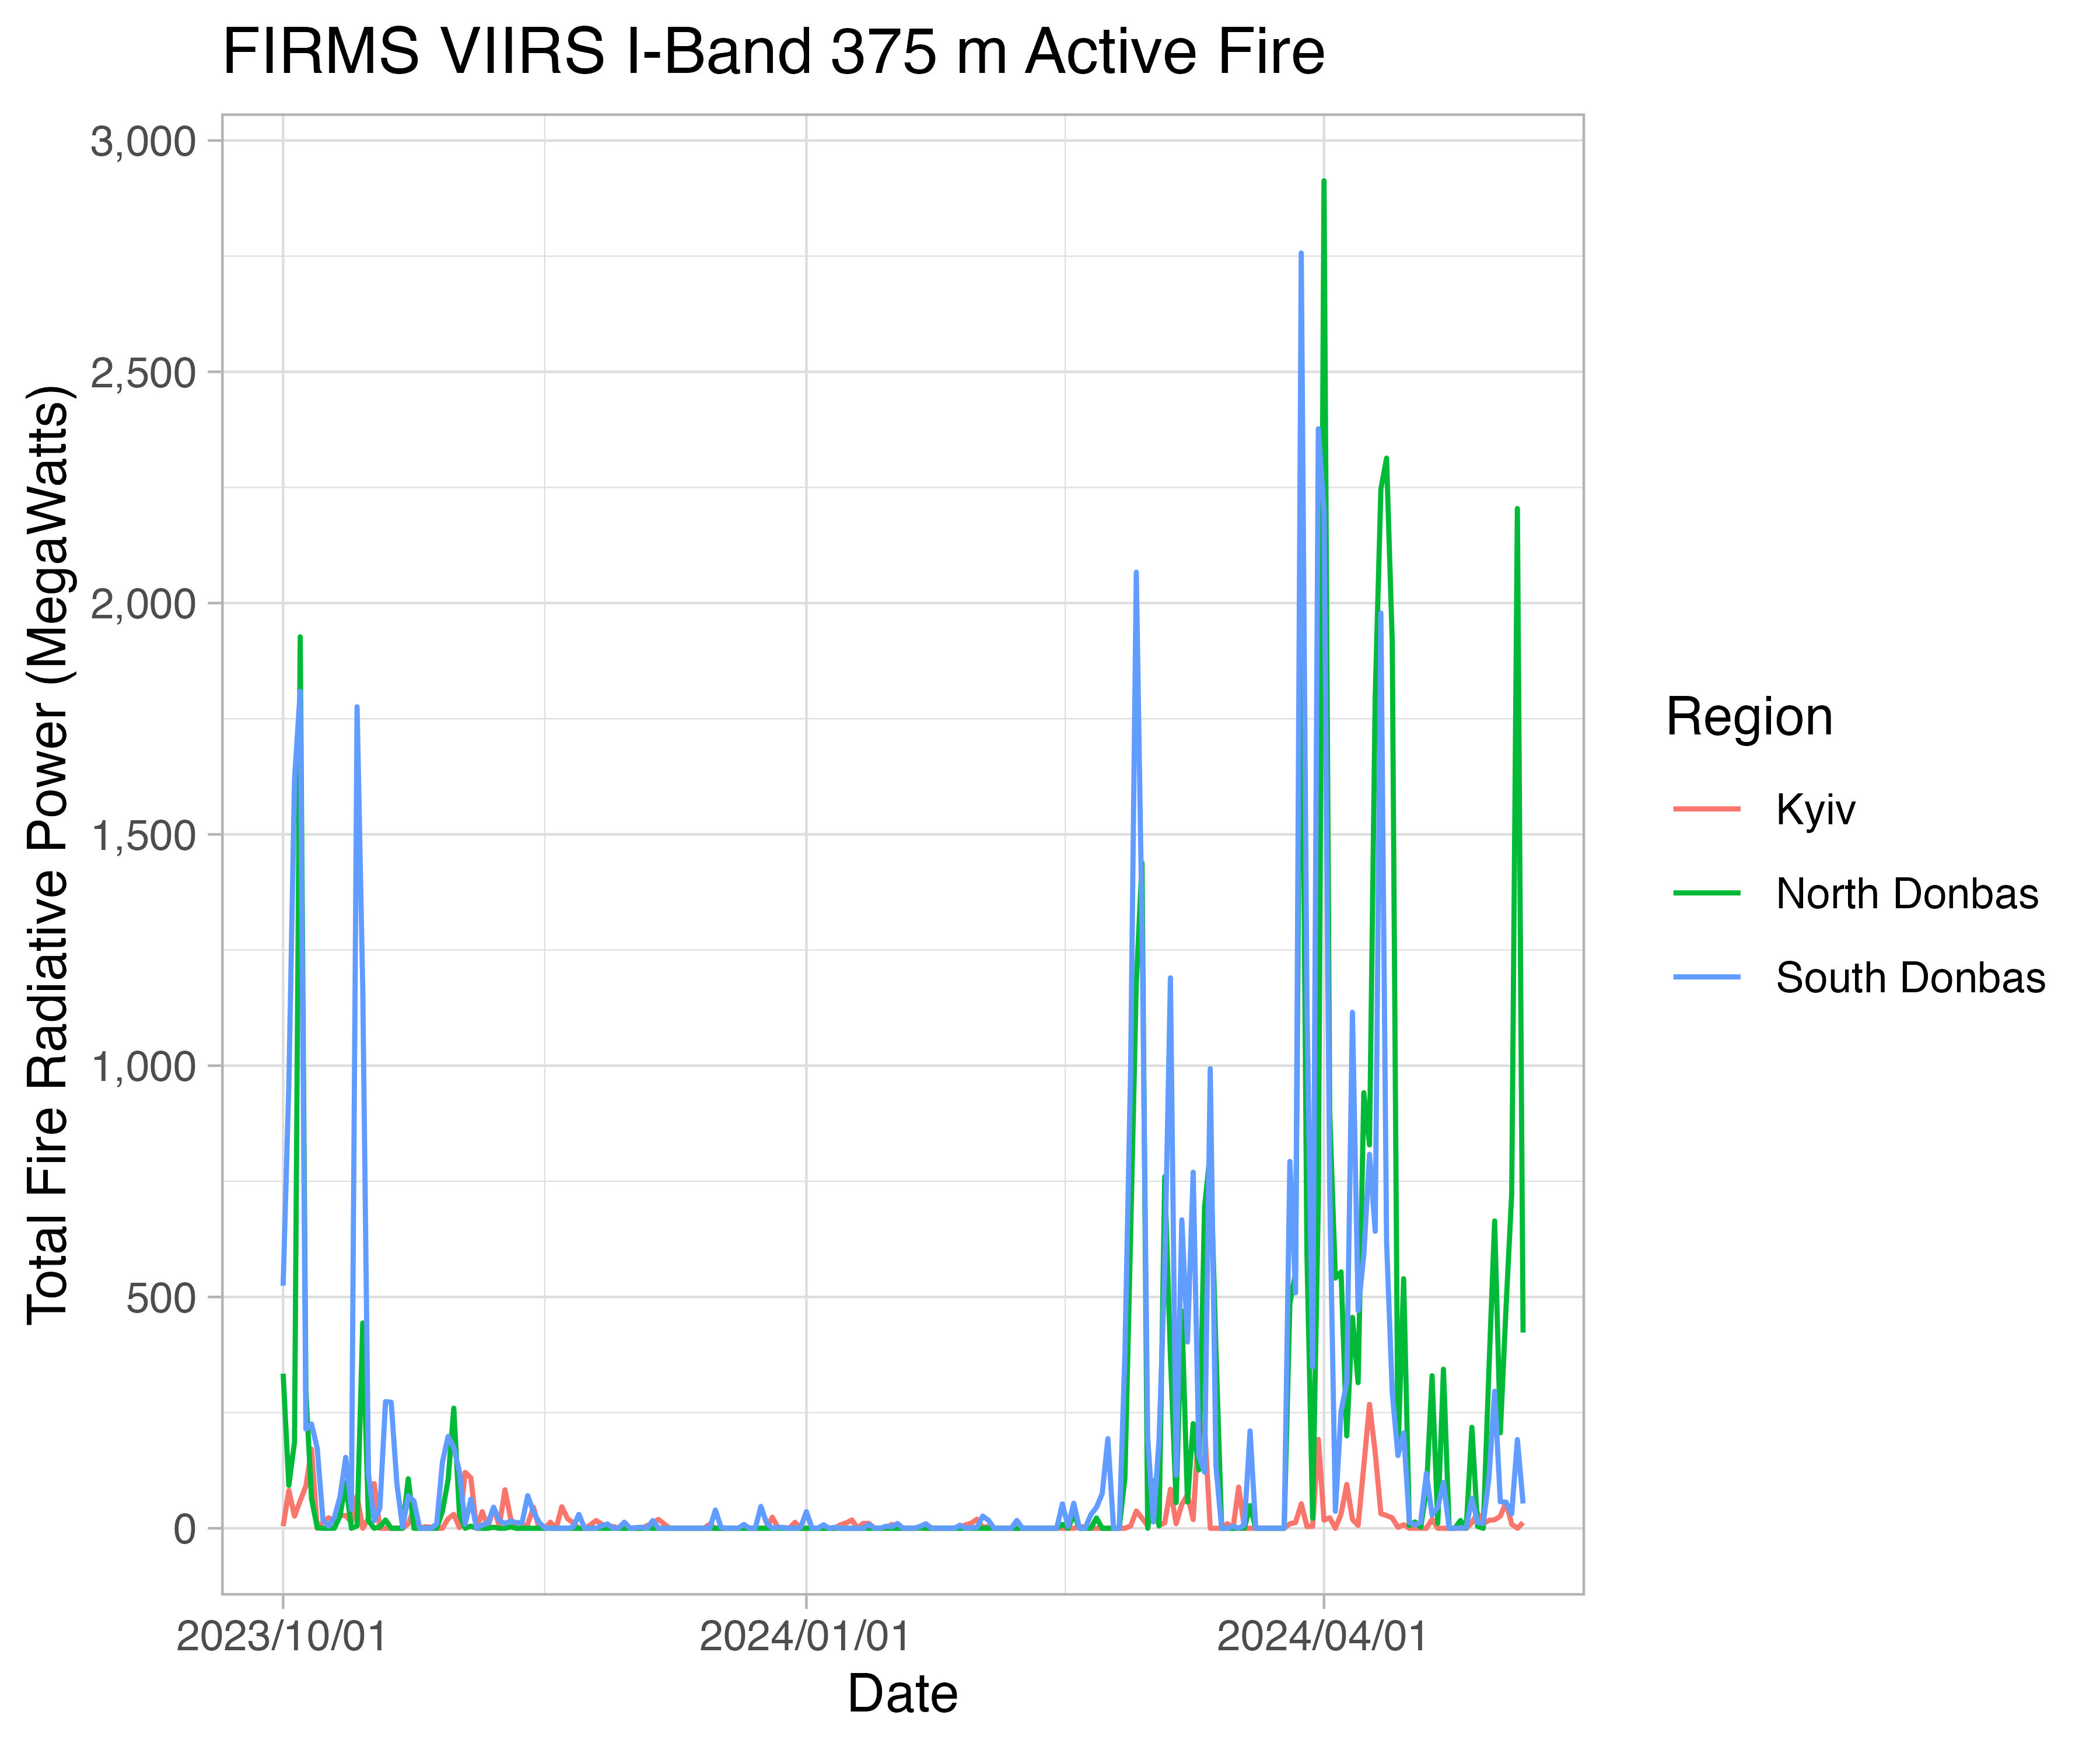 FIRMS VIIRS I-Band 375 m Active Fire
Total Fire Radiative Power (MegaWatts)
3,000
2,500
2,000
1,500
1,000
500
0
2023/10/01
2024/01/01
2024/04/01
Date
Region
Kyiv
North Donbas
South Donbas